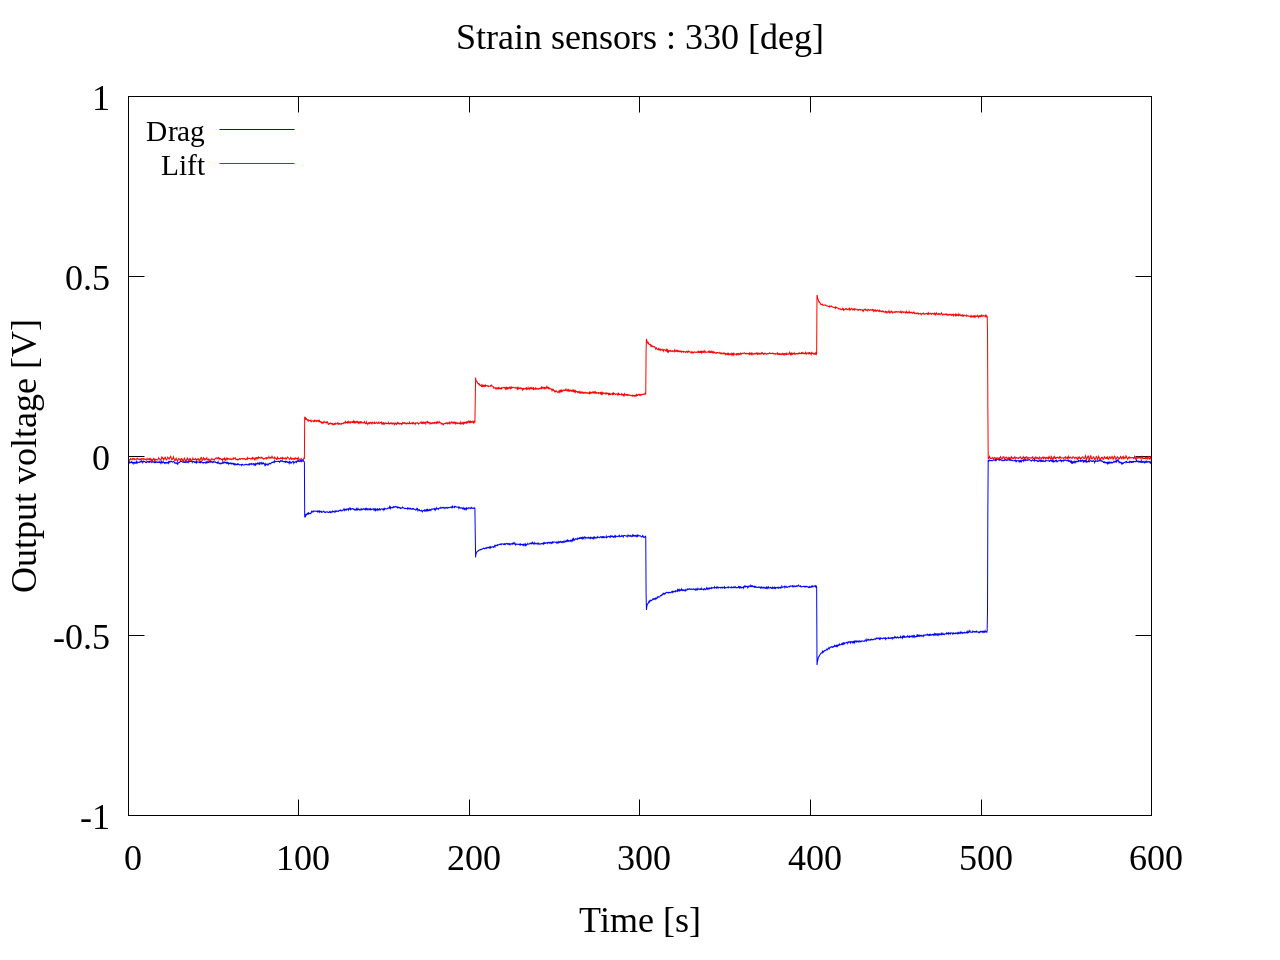 Strain sensors : 330 [deg]
1
Drag
Lift
0.5
0
-0.5
-1
Output voltage [V]
0 100 200 300 400 500 600
Time [s]